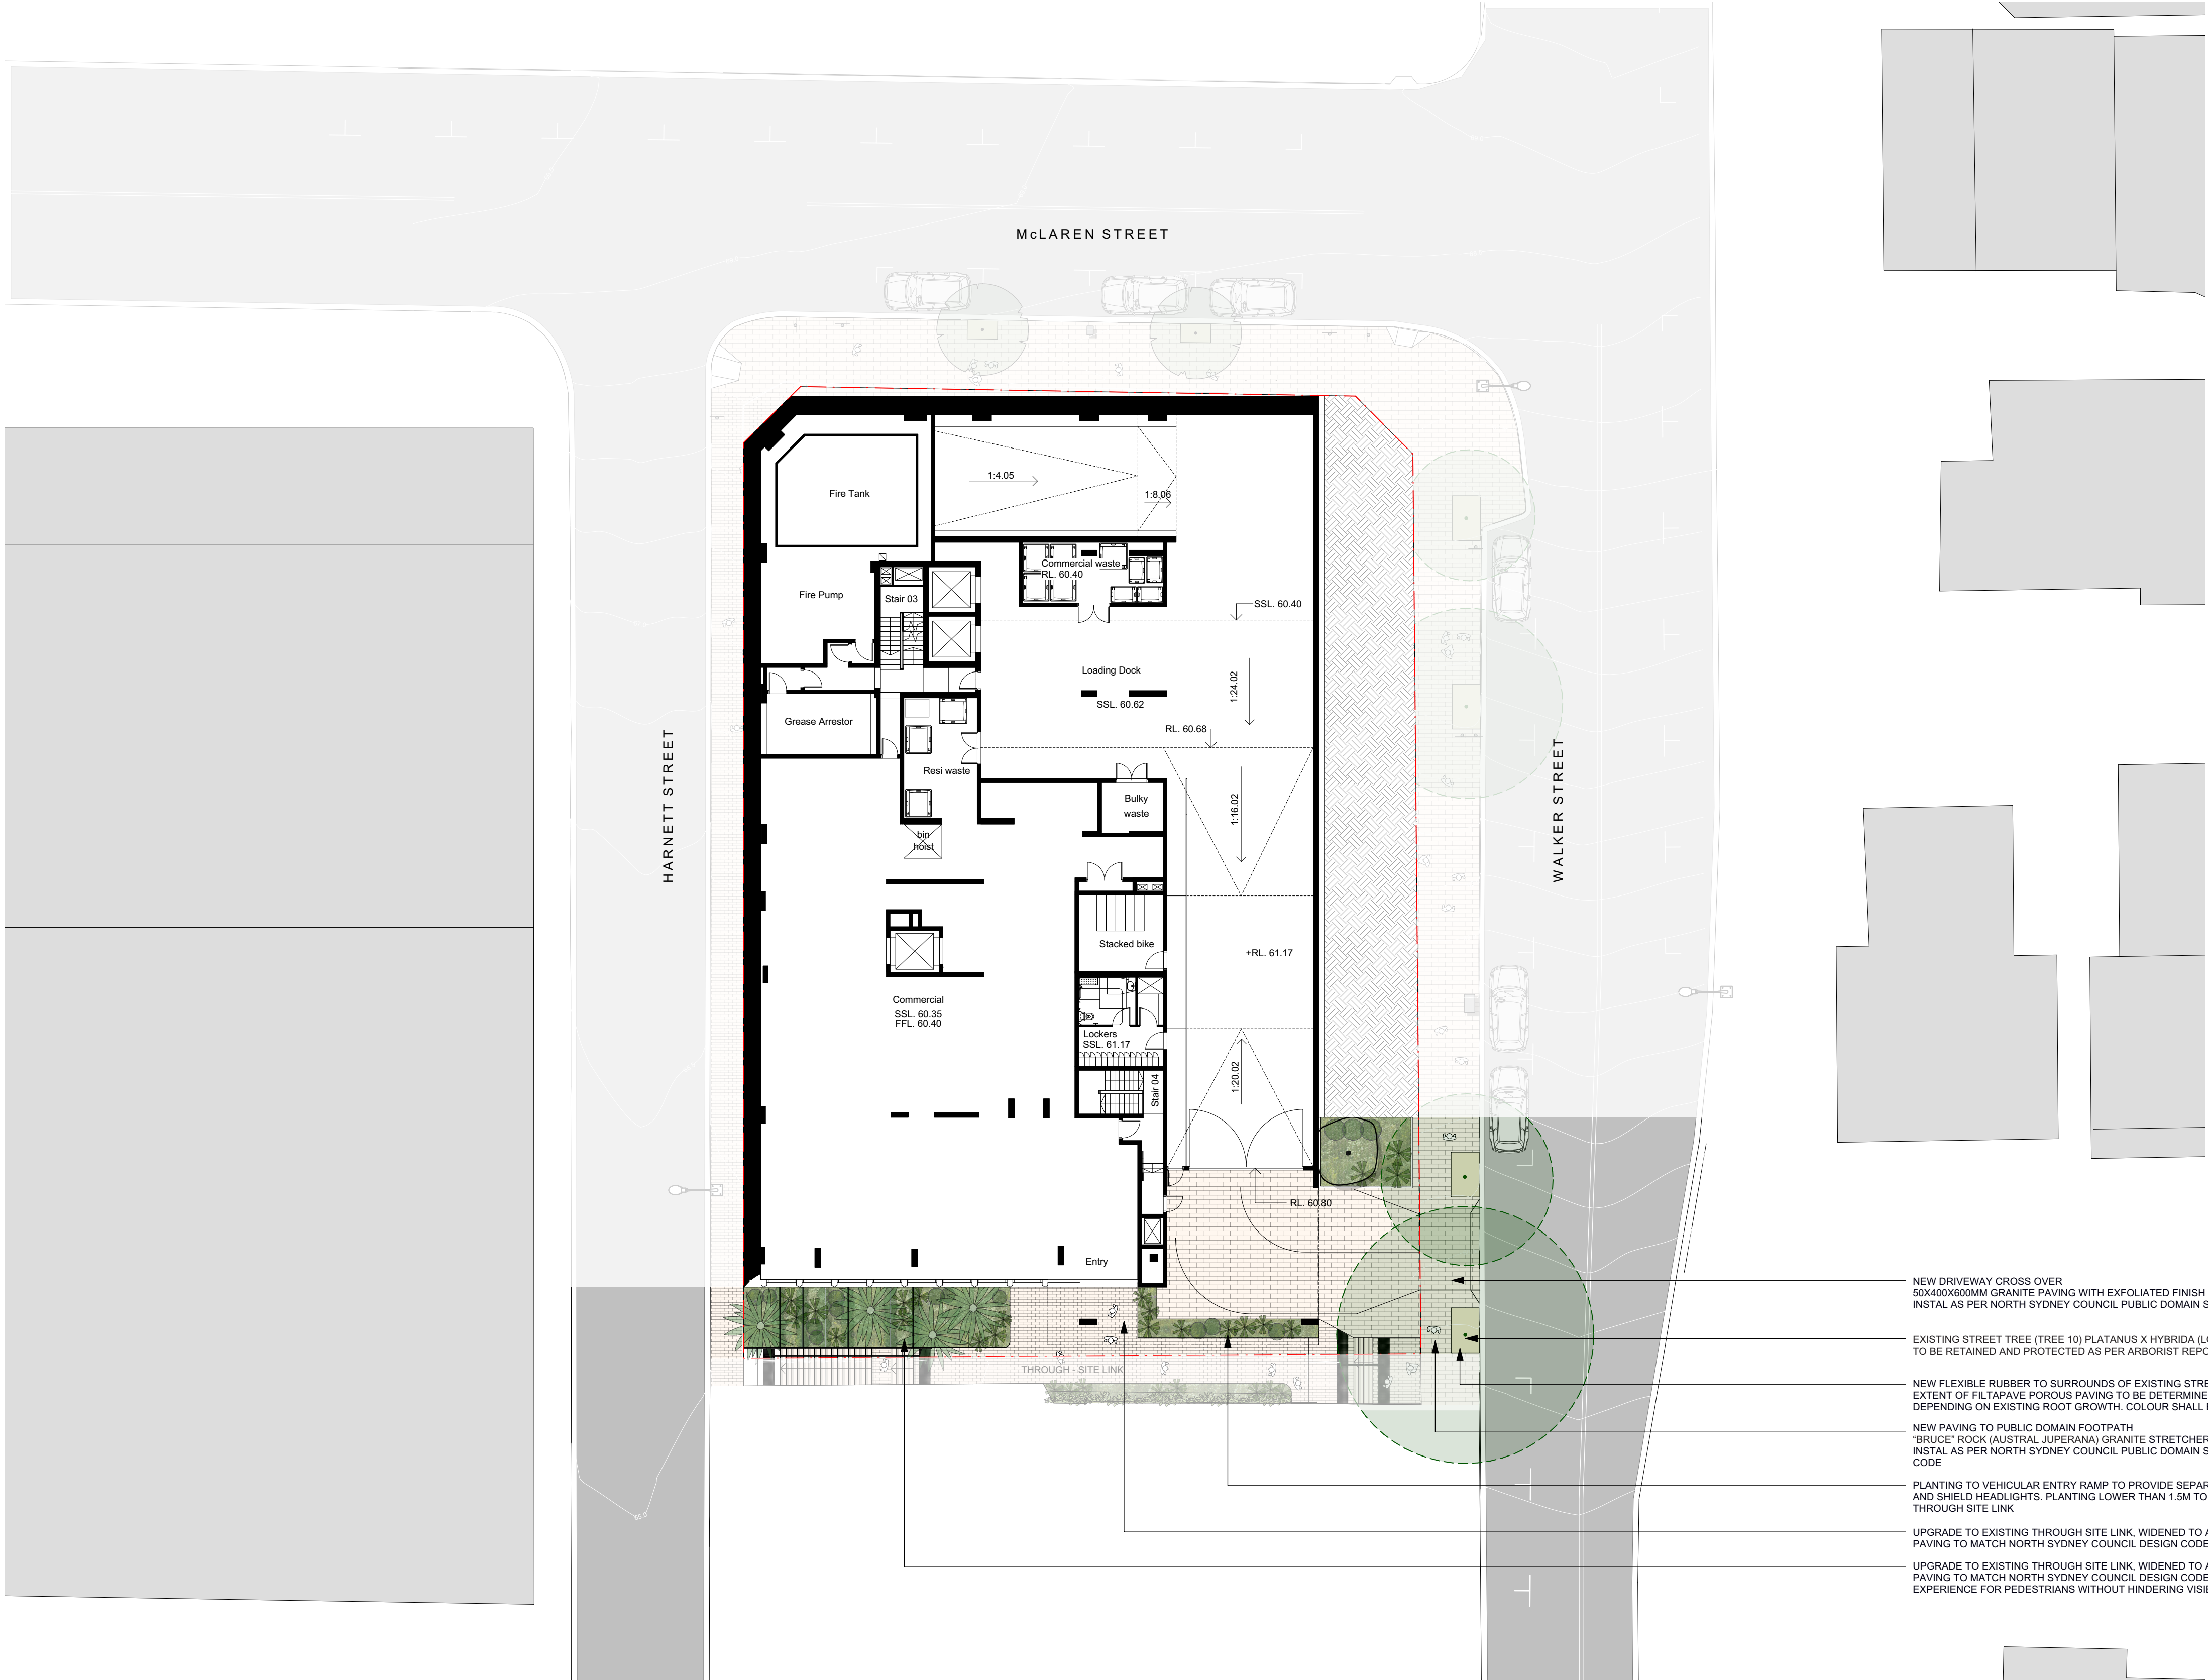 McLAREN STREET
1:4.05
1:8.06
Fire Tank
Commercial waste
RL. 60.40
Fire Pump
Stair 03
SSL. 60.40
Loading Dock
1:24.02
SSL. 60.62
Grease Arrestor
RL. 60.68
HARNETT STREET
WALKER STREET
Resi waste
Bulky
waste
1:16.02
bin
hoist
Stacked bike
+RL. 61.17
Commercial
SSL. 60.35
FFL. 60.40
Lockers
SSL. 61.17
Stair 04
1:20.02
RL. 60.80
Entry
THROUGH - SITE LINK
NEW DRIVEWAY CROSS OVER
50X400X600MM GRANITE PAVING WITH EXFOLIATED FINISH
INSTAL AS PER NORTH SYDNEY COUNCIL PUBLIC DOMAIN S
EXISTING STREET TREE (TREE 10) PLATANUS X HYBRIDA (L
TO BE RETAINED AND PROTECTED AS PER ARBORIST REPO
NEW FLEXIBLE RUBBER TO SURROUNDS OF EXISTING STRE
EXTENT OF FILTAPAVE POROUS PAVING TO BE DETERMINE
DEPENDING ON EXISTING ROOT GROWTH. COLOUR SHALL
NEW PAVING TO PUBLIC DOMAIN FOOTPATH
"BRUCE" ROCK (AUSTRAL JUPERANA) GRANITE STRETCHER
INSTAL AS PER NORTH SYDNEY COUNCIL PUBLIC DOMAIN S
CODE
PLANTING TO VEHICULAR ENTRY RAMP TO PROVIDE SEPAR
AND SHIELD HEADLIGHTS. PLANTING LOWER THAN 1.5M TO
THROUGH SITE LINK
UPGRADE TO EXISTING THROUGH SITE LINK, WIDENED TO A
PAVING TO MATCH NORTH SYDNEY COUNCIL DESIGN CODE
UPGRADE TO EXISTING THROUGH SITE LINK, WIDENED TO A
PAVING TO MATCH NORTH SYDNEY COUNCIL DESIGN CODE
EXPERIENCE FOR PEDESTRIANS WITHOUT HINDERING VISI